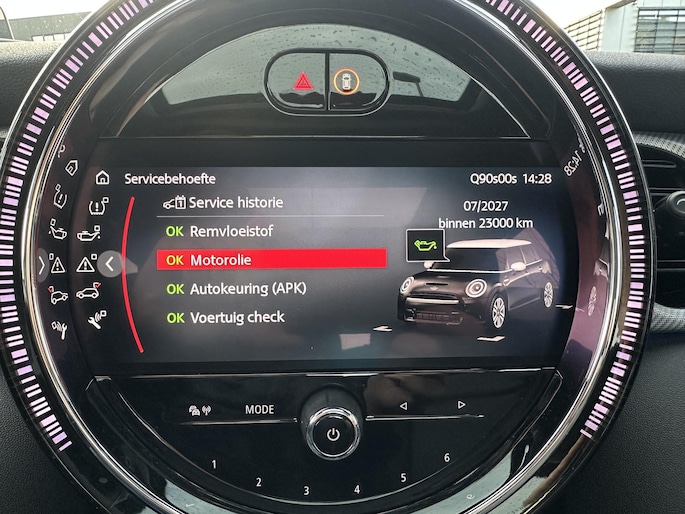 Servicebehoefte
Q90s00s 14:28
Service historie
07/2027
binnen 23000 km
OK Remvloeistof
OK Motorolie
OK Autokeuring (APK)
OK Voertuig check
MODE
1 2 3 4 5 6